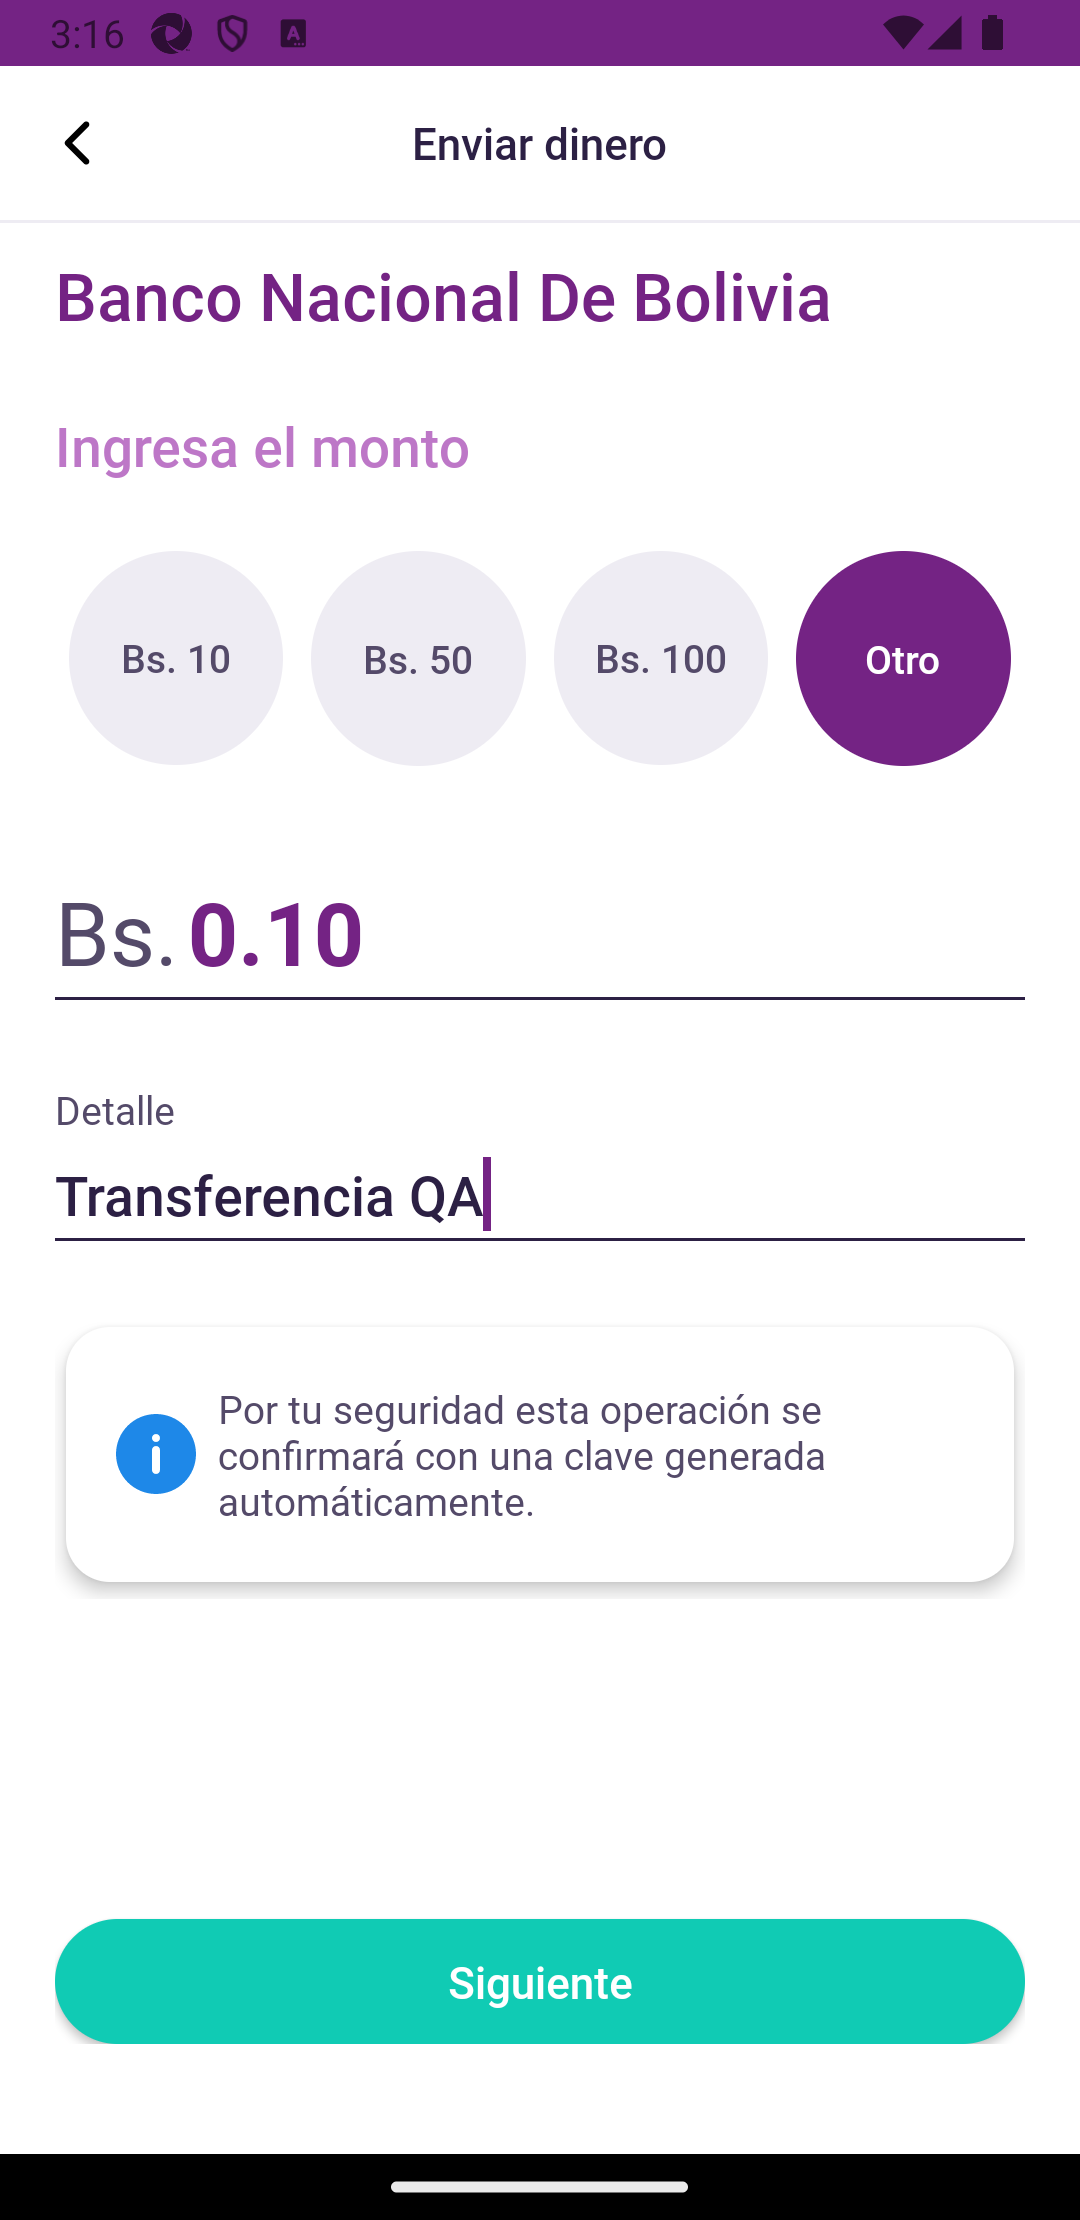 3:16
Enviar dinero
Banco Nacional De Bolivia
Ingresa el monto
Bs. 10
Bs. 50
Bs. 100
Otro
Bs. 0.10
Detalle
Transferencia QA
Por tu seguridad esta operación se
confirmará con una clave generada
automáticamente.
Siguiente